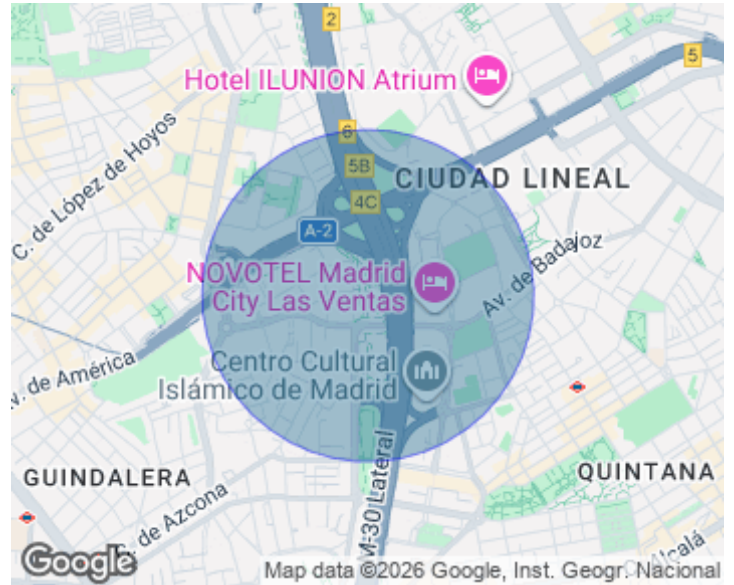 2
Hotel ILUNION Atrium
5
C. de López de Hoyos
6
5B
4C
CIUDAD LINEAL
A-2
NOVOTEL Madrid
City Las Ventas
Av. de Badajoz
Centro Cultural
Islámico de Madrid
v. de América
M-30 Lateral
GUINDALERA
QUINTANA
C. de Azcona
Alcalá
Google
Map data ©2026 Google, Inst. Geogr. Nacional